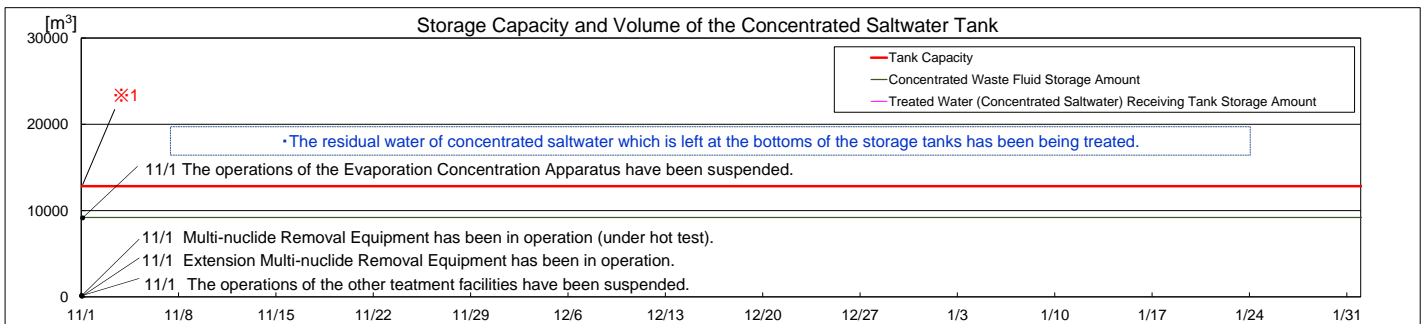 [m³]
Storage Capacity and Volume of the Concentrated Saltwater Tank
30000
Tank Capacity
Concentrated Waste Fluid Storage Amount
Treated Water (Concentrated Saltwater) Receiving Tank Storage Amount
※1
20000
・The residual water of concentrated saltwater which is left at the bottoms of the storage tanks has been being treated.
11/1 The operations of the Evaporation Concentration Apparatus have been suspended.
10000
11/1 Multi-nuclide Removal Equipment has been in operation (under hot test).
11/1 Extension Multi-nuclide Removal Equipment has been in operation.
11/1 The operations of the other teatment facilities have been suspended.
0
11/1 11/8 11/15 11/22 11/29 12/6 12/13 12/20 12/27 1/3 1/10 1/17 1/24 1/31